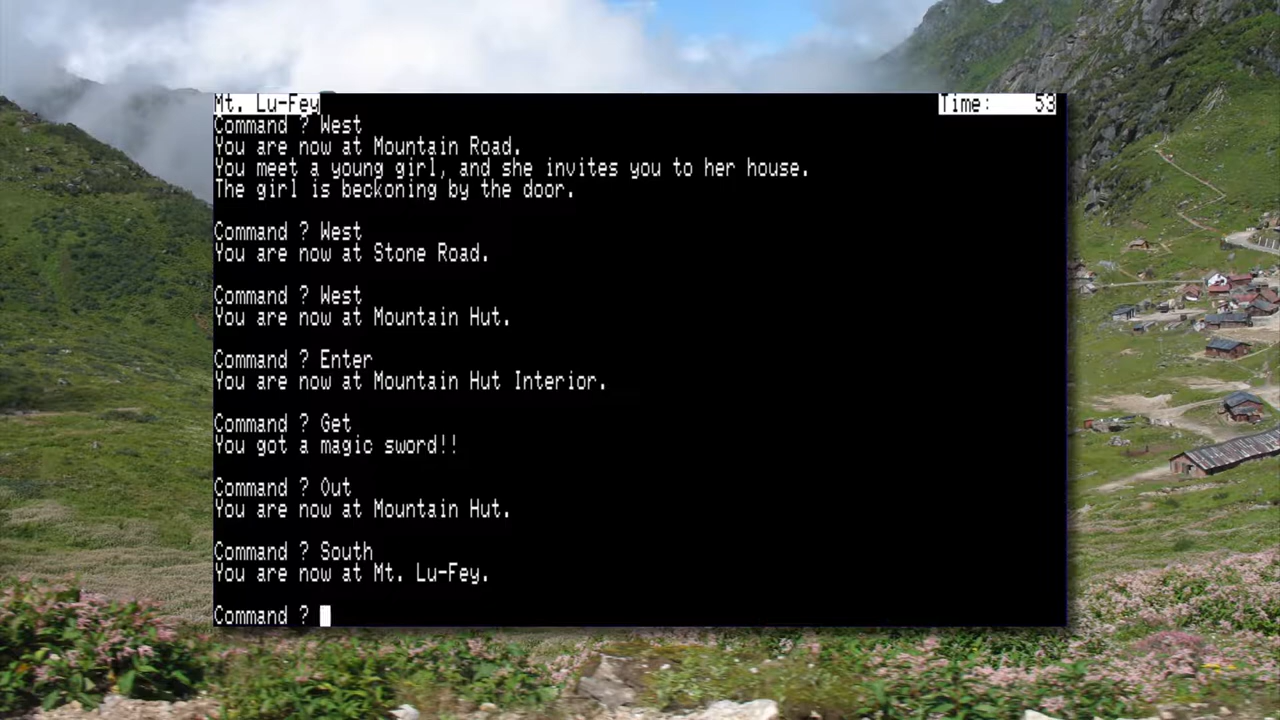 Mt. Lu-Fey Time: 53
Command ? West
You are now at Mountain Road.
You meet a young girl, and she invites you to her house.
The girl is beckoning by the door.
Command ? West
You are now at Stone Road.
Command ? West
You are now at Mountain Hut.
Command ? Enter
You are now at Mountain Hut Interior.
Command ? Get
You got a magic sword!!
Command ? Out
You are now at Mountain Hut.
Command ? South
You are now at Mt. Lu-Fey.
Command ?